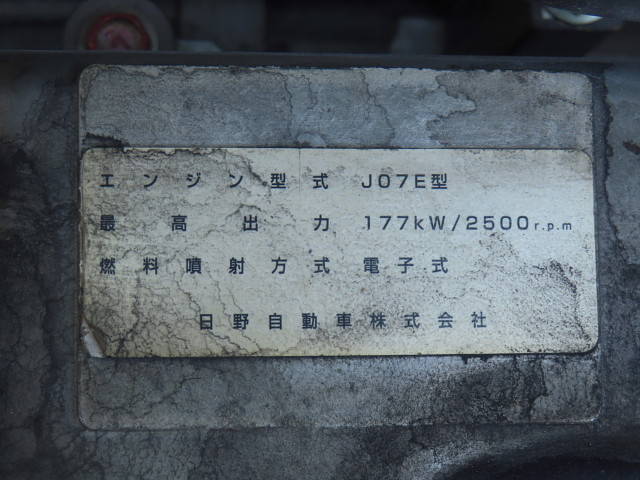 エンジン型式 J07E型
最高出力 177kW/2500r.p.m
燃料噴射方式 電子式
日野自動車株式会社